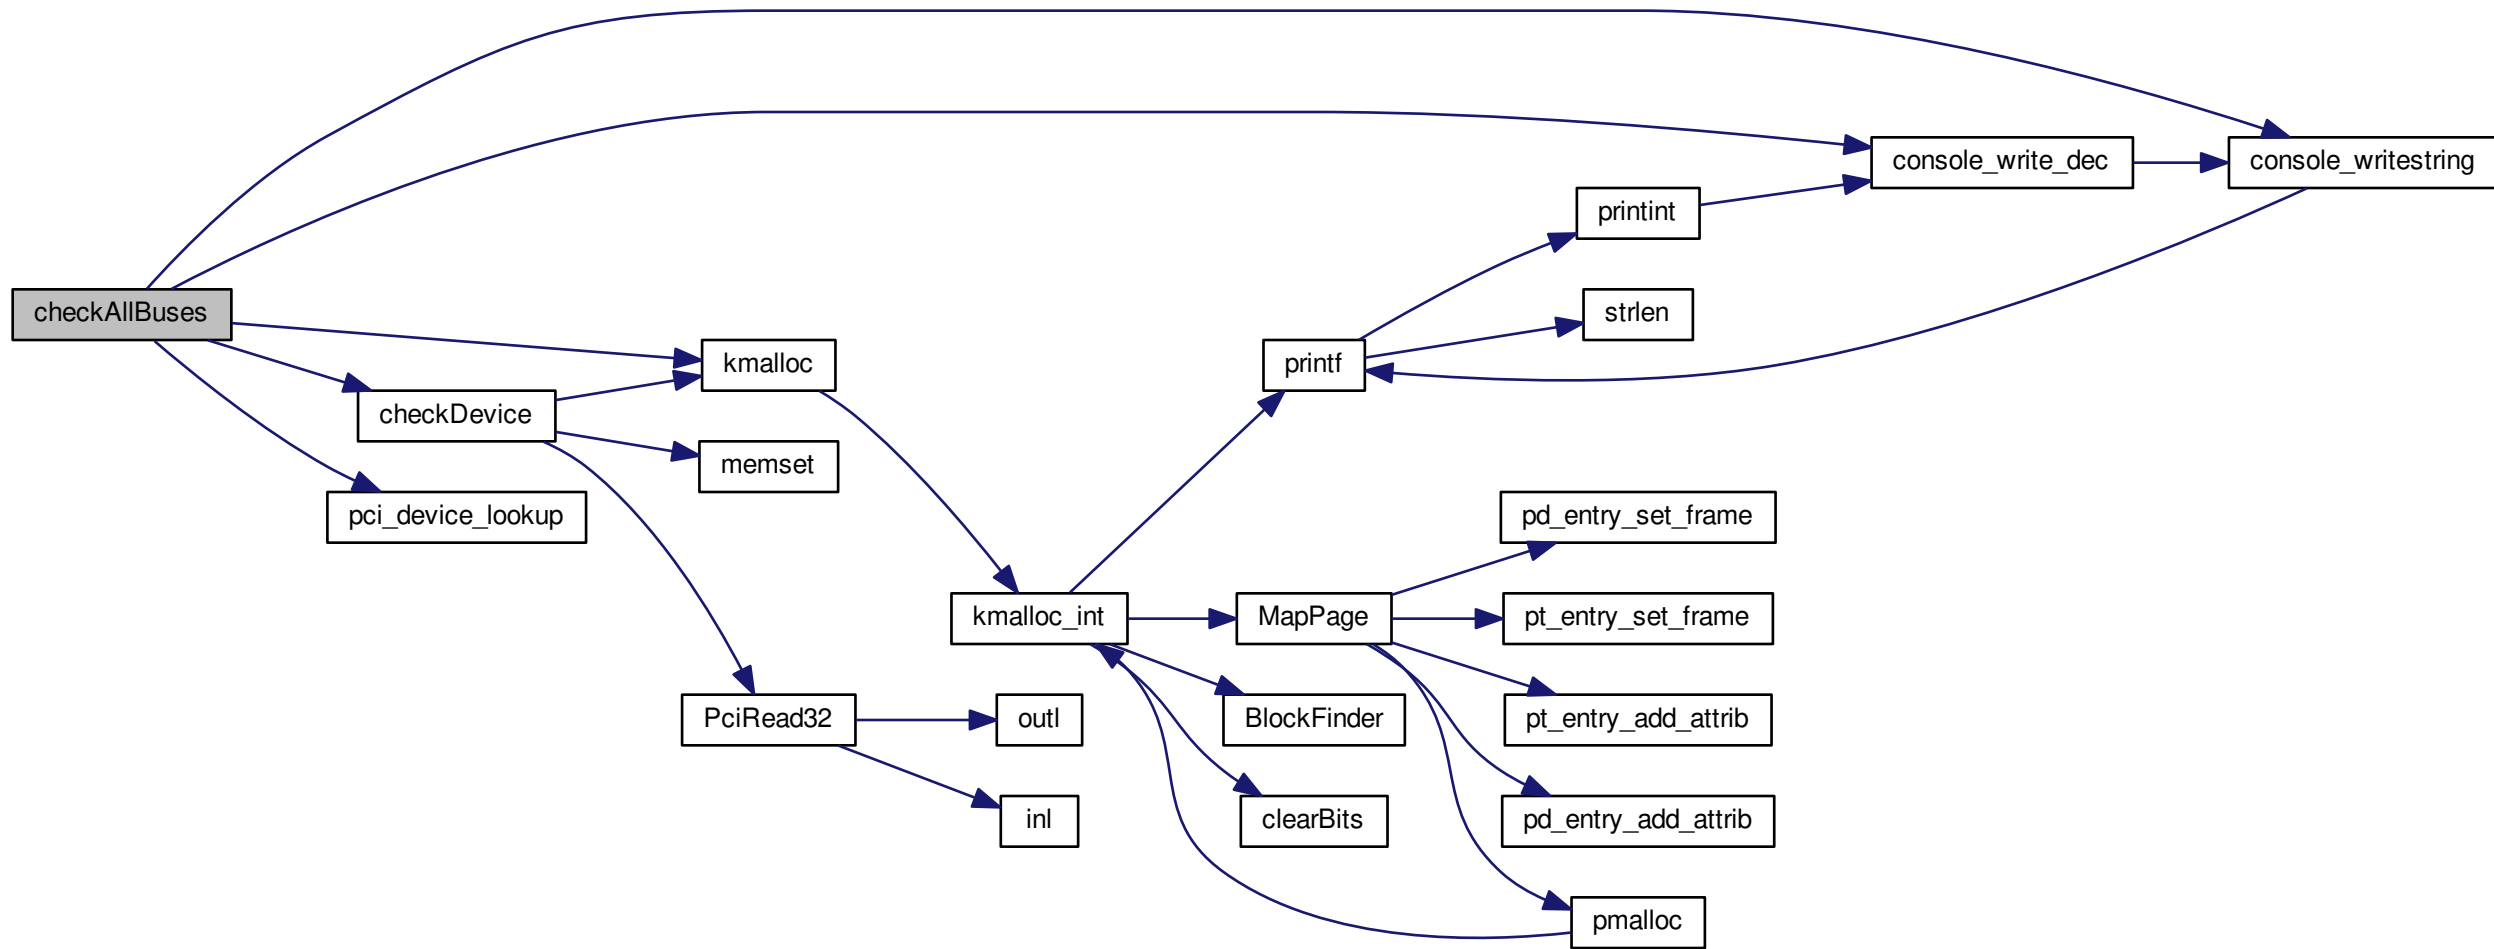 console_write_dec
console_writestring
printint
checkAllBuses
strlen
kmalloc
printf
checkDevice
memset
pci_device_lookup
pd_entry_set_frame
kmalloc_int
MapPage
pt_entry_set_frame
PciRead32
outl
BlockFinder
pt_entry_add_attrib
inl
clearBits
pd_entry_add_attrib
pmalloc